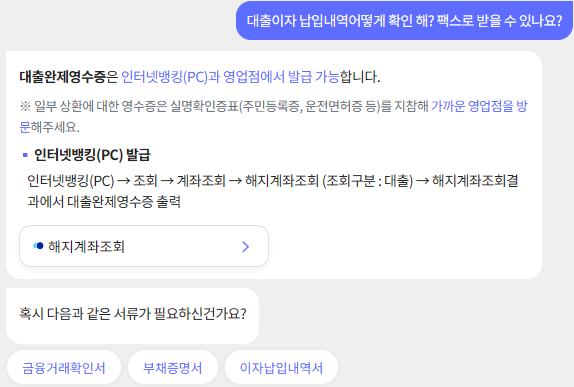 대출이자 납입내역어떻게 확인 해? 팩스로 받을 수 있나요?
대출완제영수증은 인터넷뱅킹(PC)과 영업점에서 발급 가능합니다.
※ 일부 상환에 대한 영수증은 실명확인증표(주민등록증, 운전면허증 등)를 지참해 가까운 영업점을 방
문해주세요.
인터넷뱅킹(PC) 발급
인터넷뱅킹(PC) → 조회 → 계좌조회 → 해지계좌조회 (조회구분 : 대출) → 해지계좌조회결
과에서 대출완제영수증 출력
해지계좌조회
혹시 다음과 같은 서류가 필요하신건가요?
금융거래확인서 부채증명서 이자납입내역서